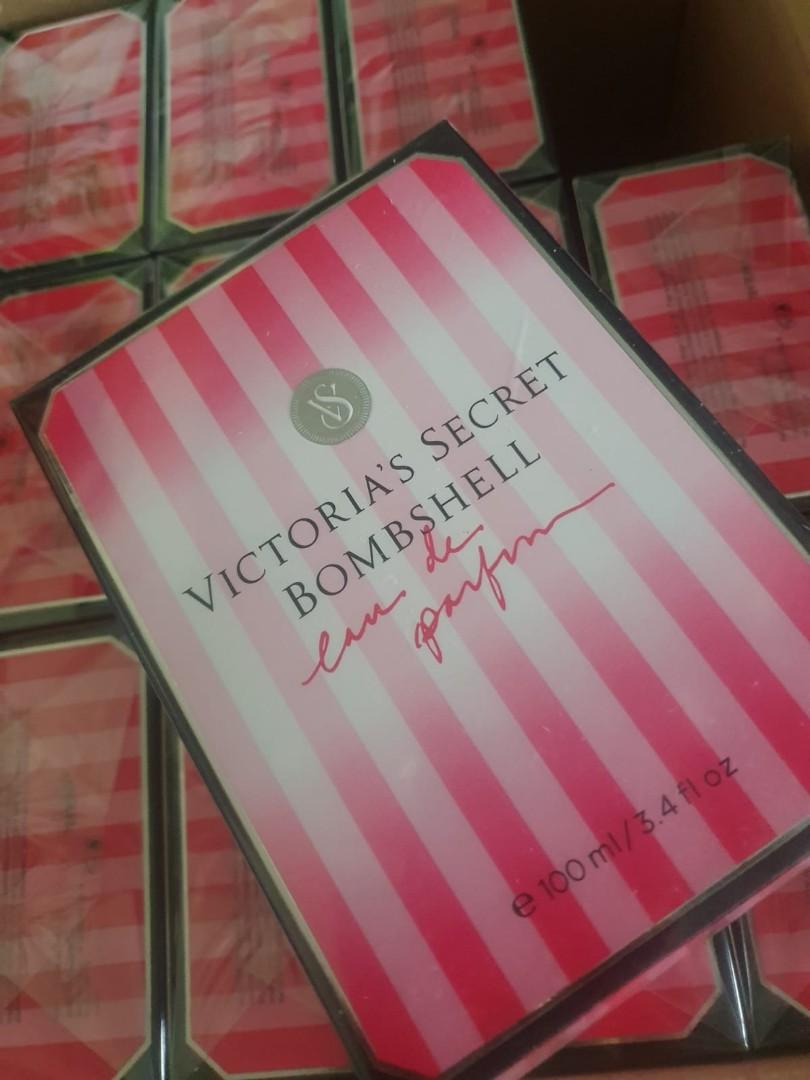 VS
VICTORIA'S SECRET
BOMBSHELL
eau de
parfum
e 100 ml / 3.4 fl oz